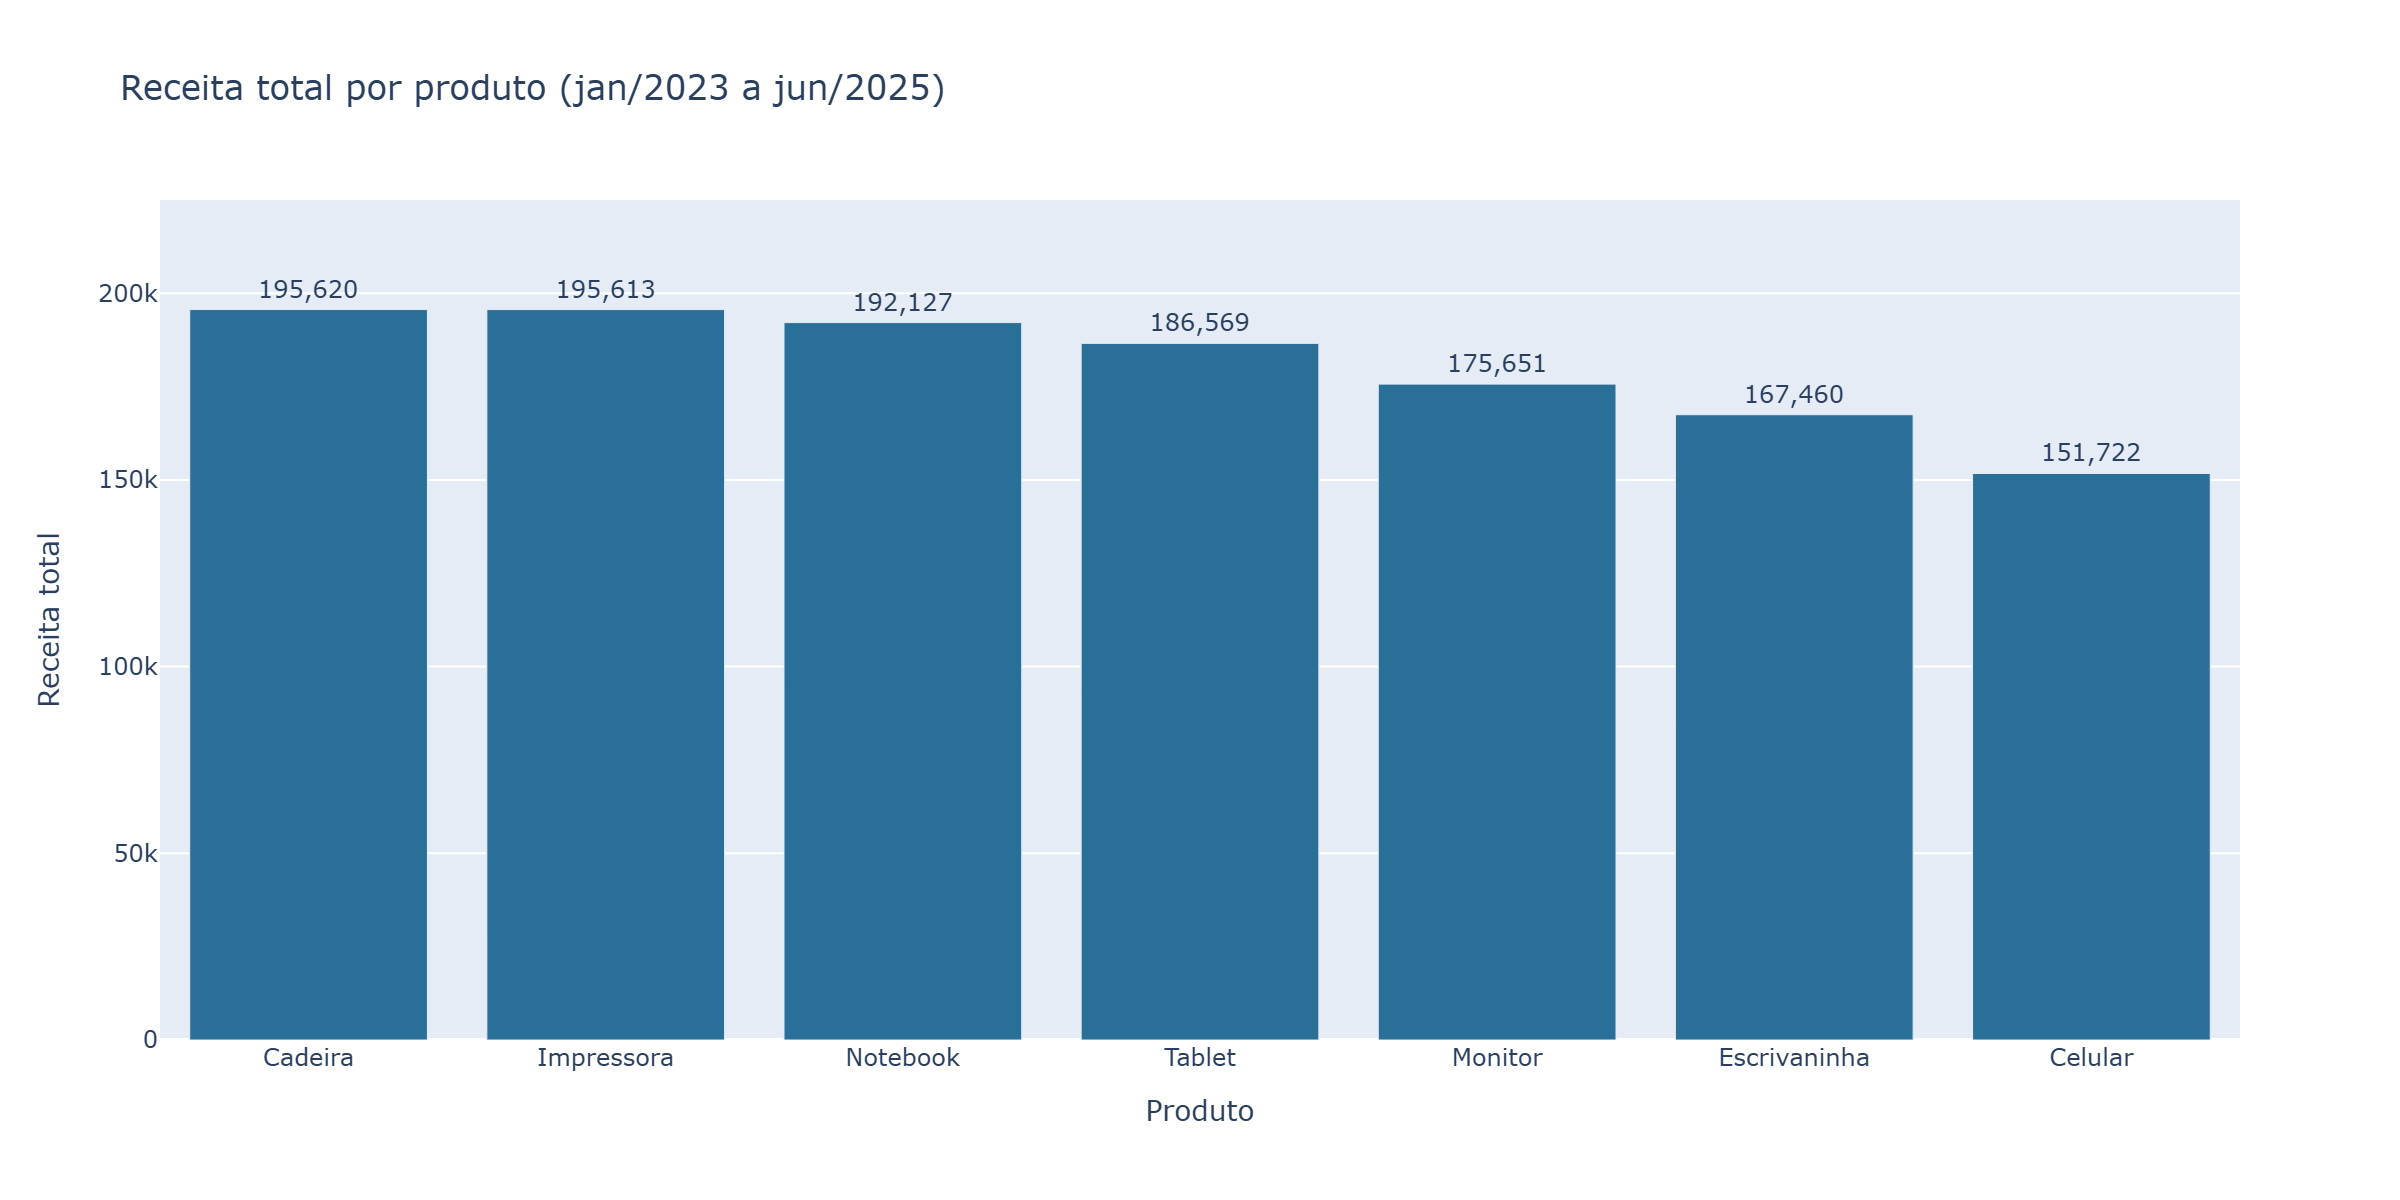 Receita total por produto (jan/2023 a jun/2025)
195,620
195,613
192,127
186,569
175,651
167,460
151,722
200k
150k
100k
50k
0
Receita total
Cadeira
Impressora
Notebook
Tablet
Monitor
Escrivaninha
Celular
Produto